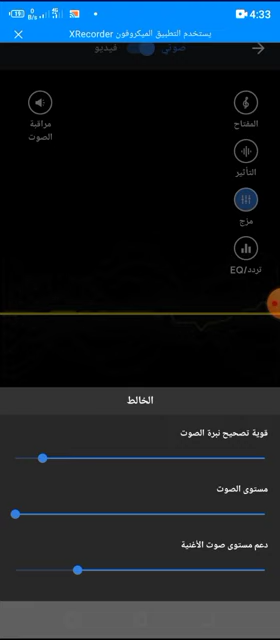 4:33
يستخدم التطبيق الميكروفون XRecorder
صوتي
فيديو
المفتاح
مراقبة الصوت
التأثير
مزج
تردد/EQ
الخالط
قوية تصحيح نبرة الصوت
مستوى الصوت
دعم مستوى صوت الأغنية